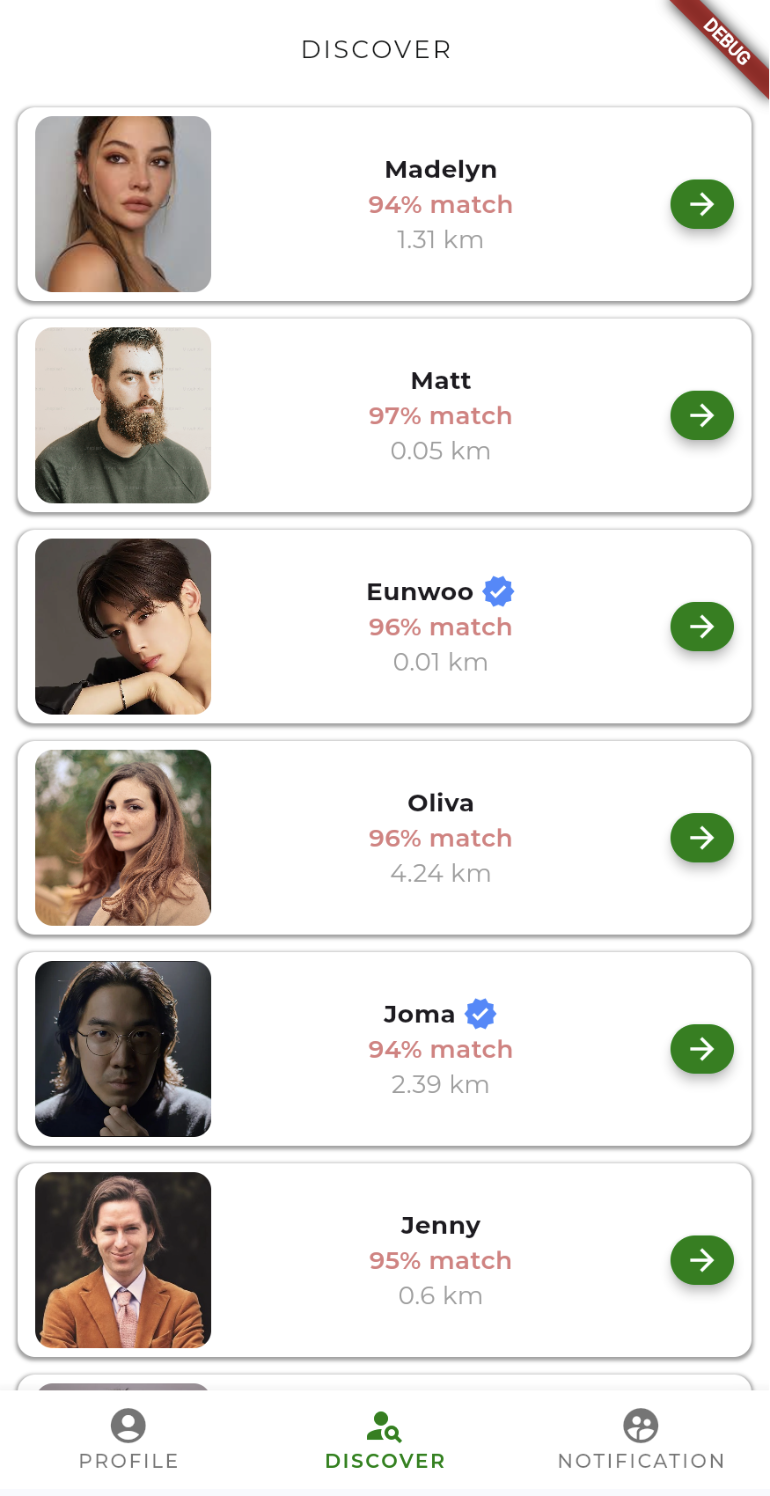 DISCOVER
DEBUG
Madelyn
94% match
1.31 km
Matt
97% match
0.05 km
Eunwoo
96% match
0.01 km
Oliva
96% match
4.24 km
Joma
94% match
2.39 km
Jenny
95% match
0.6 km
PROFILE
DISCOVER
NOTIFICATION